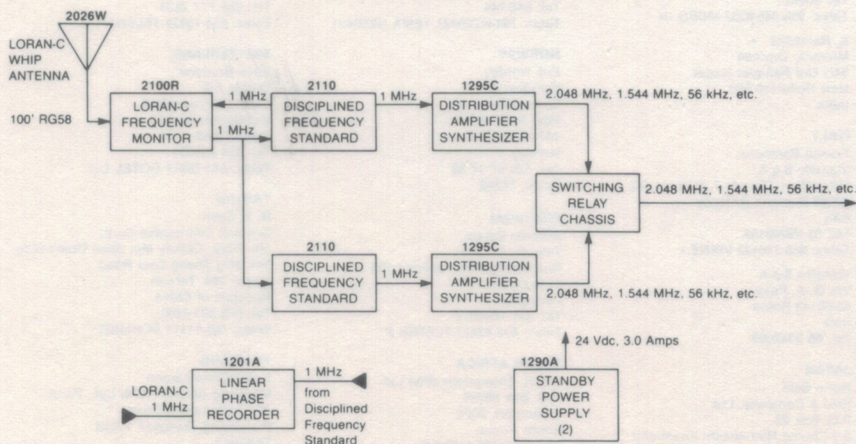 2026W
LORAN-C
WHIP
ANTENNA
100' RG58
2100R
LORAN-C
FREQUENCY
MONITOR
1 MHz
1 MHz
2110
DISCIPLINED
FREQUENCY
STANDARD
1 MHz
1295C
DISTRIBUTION
AMPLIFIER
SYNTHESIZER
2.048 MHz, 1.544 MHz, 56 kHz, etc.
SWITCHING
RELAY
CHASSIS
2.048 MHz, 1.544 MHz, 56 kHz, etc.
2110
DISCIPLINED
FREQUENCY
STANDARD
1 MHz
1295C
DISTRIBUTION
AMPLIFIER
SYNTHESIZER
2.048 MHz, 1.544 MHz, 56 kHz, etc.
LORAN-C
1 MHz
1201A
LINEAR
PHASE
RECORDER
1 MHz
from
Disciplined
Frequency
Standard
24 Vdc, 3.0 Amps
1290A
STANDBY
POWER
SUPPLY
(2)